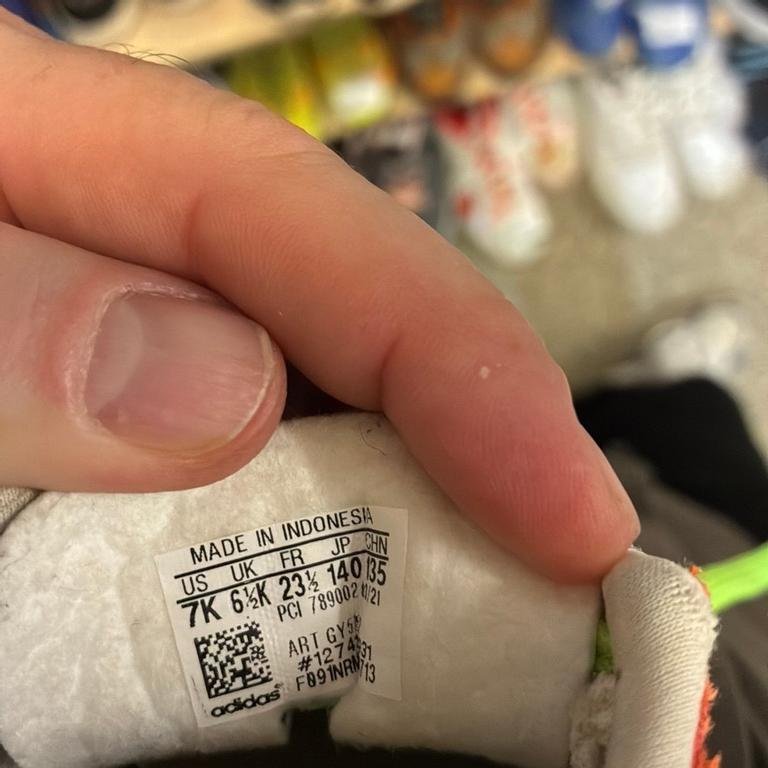 MADE IN INDONESIA
US UK FR JP CHN
7K 6½K 23½ 140 135
PCI 789002
ART
adidas